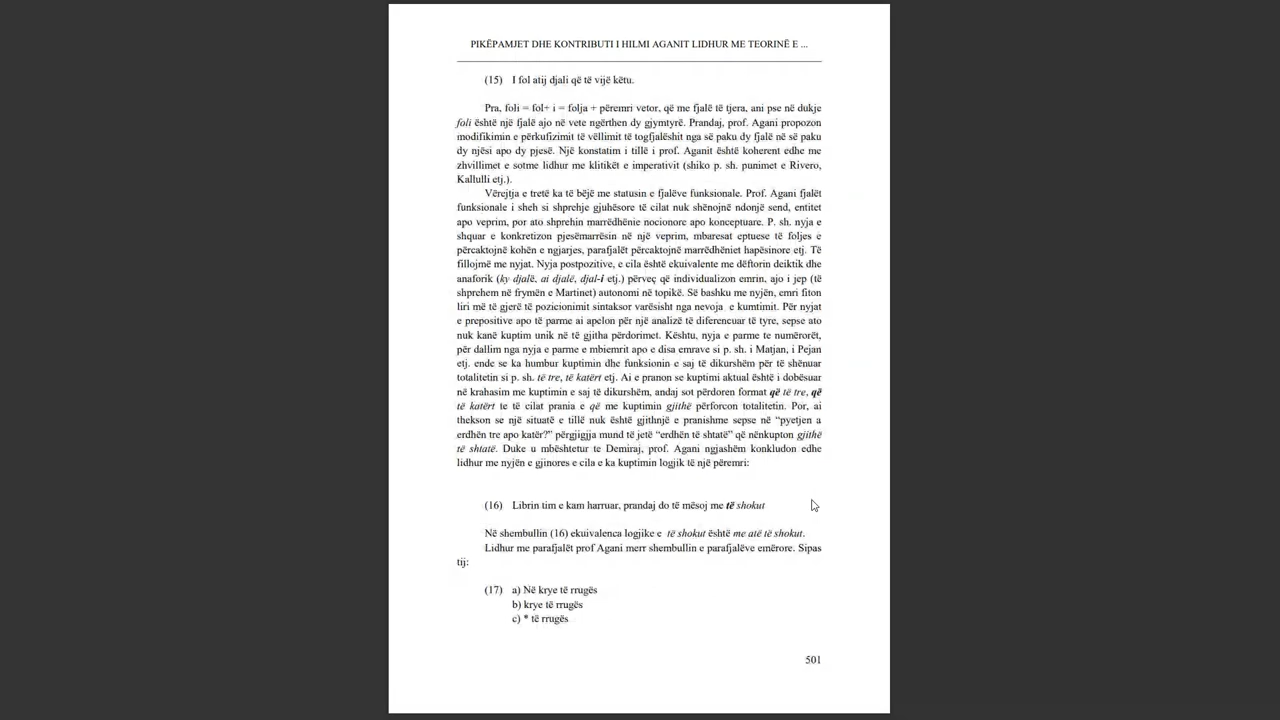 PIKËPAMJET DHE KONTRIBUTI I HILMI AGANIT LIDHUR ME TEORINË E ...
(15) I fol atij djali që të vijë këtu.
Pra, foli = fol+ i = folja + përemri vetor, që me fjalë të tjera, ani pse në dukje
foli është një fjalë ajo në vete ngërthen dy gjymtyrë. Prandaj, prof. Agani propozon
modifikimin e përkufizimit të vëllimit të togfjalëshit nga së paku dy fjalë në së paku
dy njësi apo dy pjesë. Një konstatim i tillë i prof. Aganit është koherent edhe me
zhvillimet e sotme lidhur me klitikët e imperativit (shiko p. sh. punimet e Rivero,
Kallulli etj.).
Vërejtja e tretë ka të bëjë me statusin e fjalëve funksionale. Prof. Agani fjalët
funksionale i sheh si shprehje gjuhësore të cilat nuk shënojnë ndonjë send, entitet
apo veprim, por ato shprehin marrëdhënie nocionore apo konceptuare. P. sh. nyja e
shquar e konkretizon pjesëmarrësin në një veprim, mbaresat eptuese të foljes e
përcaktojnë kohën e ngjarjes, parafjalët përcaktojnë marrëdhëniet hapësinore etj. Të
fillojmë me nyjat. Nyja postpozitive, e cila është ekuivalente me dëftorin deiktik dhe
anaforik (ky djalë, ai djalë, djal-i etj.) përveç që individualizon emrin, ajo i jep (të
shprehem në frymën e Martinet) autonomi në topikë. Së bashku me nyjën, emri fiton
liri më të gjerë të pozicionimit sintaksor varësisht nga nevoja e kumtimit. Për nyjat
e prepositive apo të parme ai apelon për një analizë të diferencuar të tyre, sepse ato
nuk kanë kuptim unik në të gjitha përdorimet. Kështu, nyja e parme te numërorët,
për dallim nga nyja e parme e mbiemrit apo e disa emrave si p. sh. i Matjan, i Pejan
etj. ende se ka humbur kuptimin dhe funksionin e saj të dikurshëm për të shënuar
totalitetin si p. sh. të tre, të katërt etj. Ai e pranon se kuptimi aktual është i dobësuar
në krahasim me kuptimin e saj të dikurshëm, andaj sot përdoren format që të tre, që
të katërt te të cilat prania e që me kuptimin gjithë përforcon totalitetin. Por, ai
thekson se një situatë e tillë nuk është gjithnjë e pranishme sepse në “pyetjen a
erdhën tre apo katër?” përgjigjja mund të jetë “erdhën të shtatë” që nënkupton gjithë
të shtatë. Duke u mbështetur te Demiraj, prof. Agani ngjashëm konkludon edhe
lidhur me nyjën e gjinores e cila e ka kuptimin logjik të një përemri:
(16) Librin tim e kam harruar, prandaj do të mësoj me të shokut
Në shembullin (16) ekuivalenca logjike e të shokut është me atë të shokut.
Lidhur me parafjalët prof Agani merr shembullin e parafjalëve emërore. Sipas
tij:
(17) a) Në krye të rrugës
b) krye të rrugës
c) * të rrugës
501